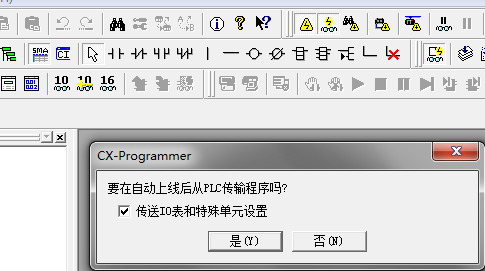 SMA
CI
10
10
16
CX-Programmer
要在自动上线后从PLC传输程序吗?
传送IO表和特殊单元设置
是(Y)
否(N)